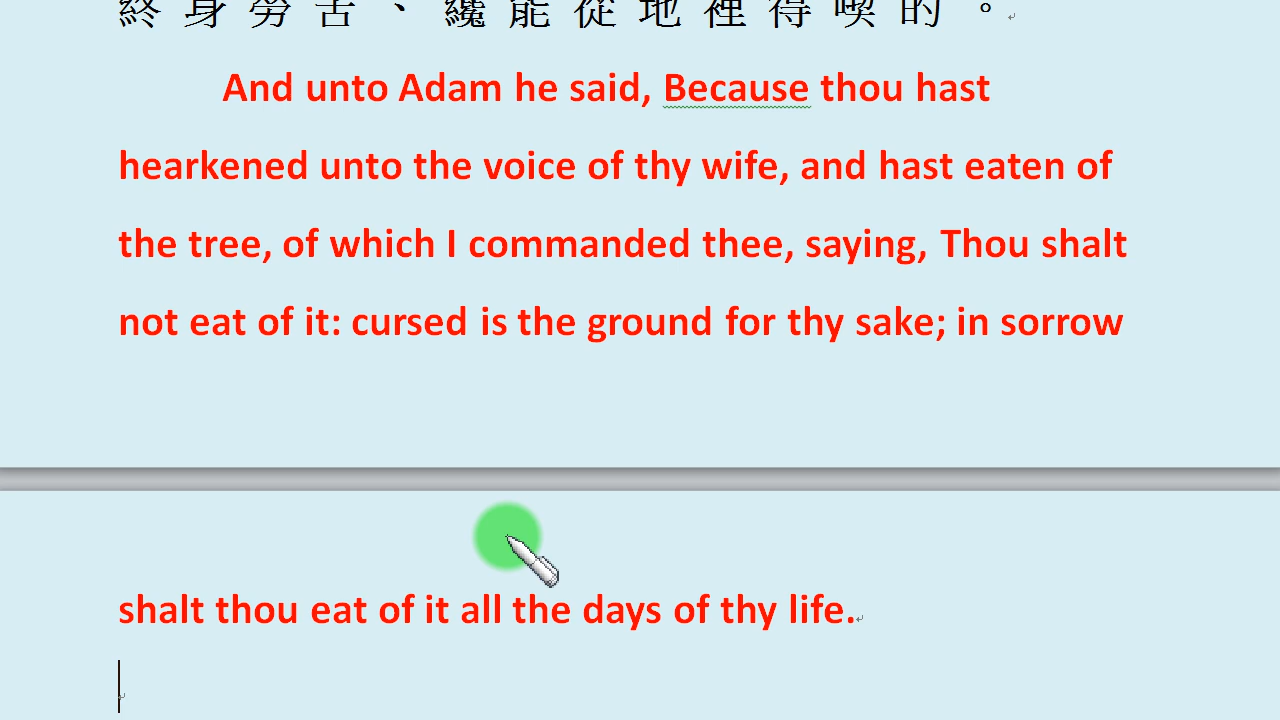 終身勞苦、纔能從地裡得喫的。
And unto Adam he said, Because thou hast
hearkened unto the voice of thy wife, and hast eaten of
the tree, of which I commanded thee, saying, Thou shalt
not eat of it: cursed is the ground for thy sake; in sorrow
shalt thou eat of it all the days of thy life.